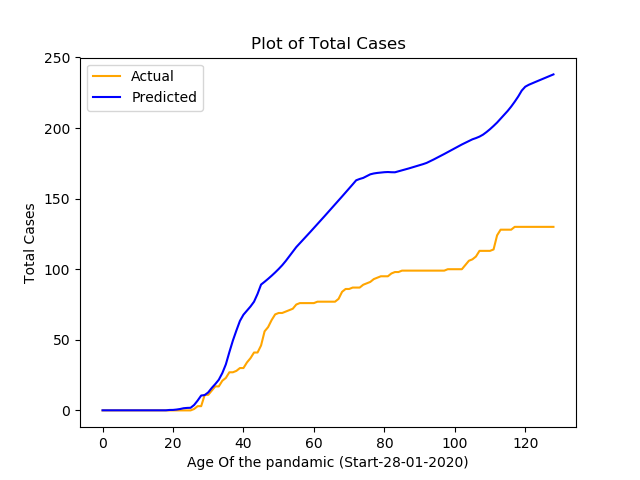 Plot of Total Cases
Actual
Predicted
250
200
150
100
50
0
Total Cases
0 20 40 60 80 100 120
Age Of the pandamic (Start-28-01-2020)